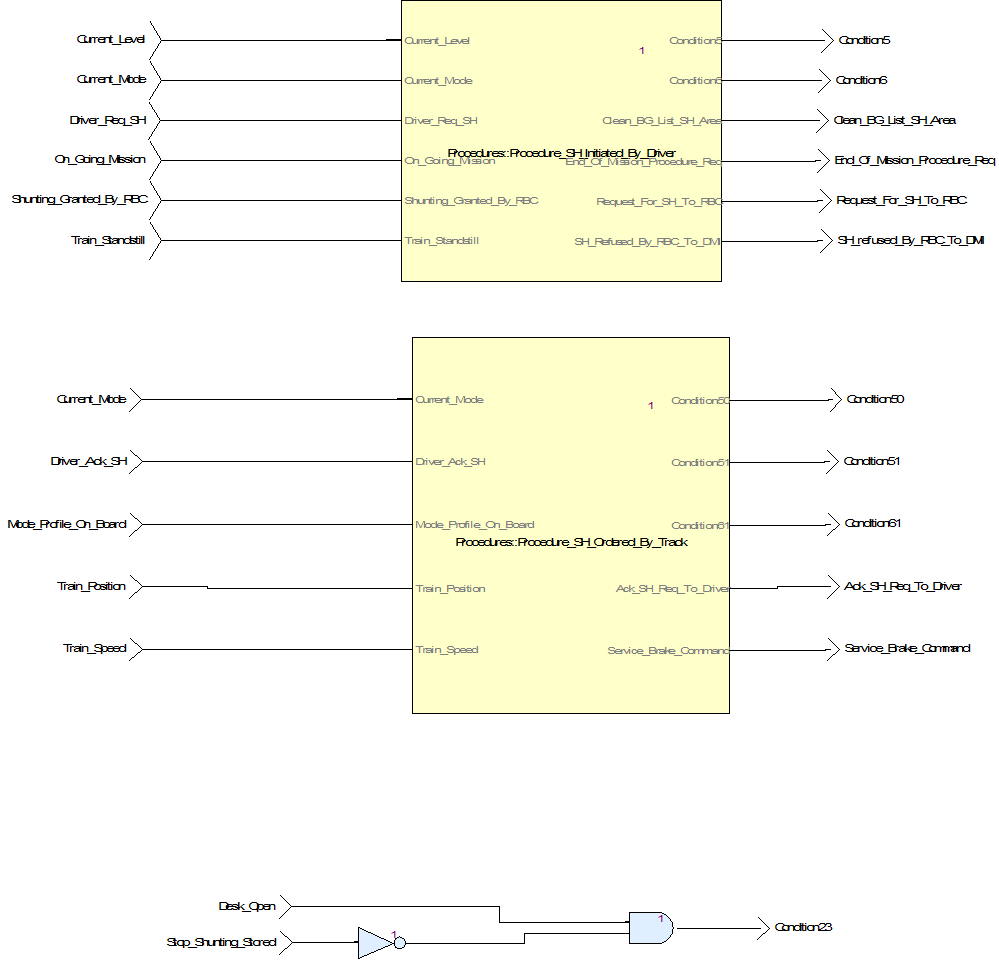 Current_Level Current_Level Condition5 Condition5
1
Current_Mode Current_Mode Condition6 Condition6
Driver_Req_SH Driver_Req_SH Clean_BG_List_SH_Area Clean_BG_List_SH_Area
Procedures::Procedure_SH_Initiated_By_Driver
On_Going_Mission On_Going_Mission End_Of_Mission_Procedure_Req End_Of_Mission_Procedure_Req
Shunting_Granted_By_RBC Shunting_Granted_By_RBC Request_For_SH_To_RBC Request_For_SH_To_RBC
Train_Standstill Train_Standstill SH_Refused_By_RBC_To_DMI SH_refused_By_RBC_To_DMI
Current_Mode Current_Mode Condition50 Condition50
1
Driver_Ack_SH Driver_Ack_SH Condition51 Condition51
Mode_Profile_On_Board Mode_Profile_On_Board Condition61 Condition61
Procedures::Procedure_SH_Ordered_By_Track
Train_Position Train_Position Ack_SH_Req_To_Driver Ack_SH_Req_To_Driver
Train_Speed Train_Speed Service_Brake_Command Service_Brake_Command
Desk_Open
1
Condition23
1
Stop_Shunting_Stored